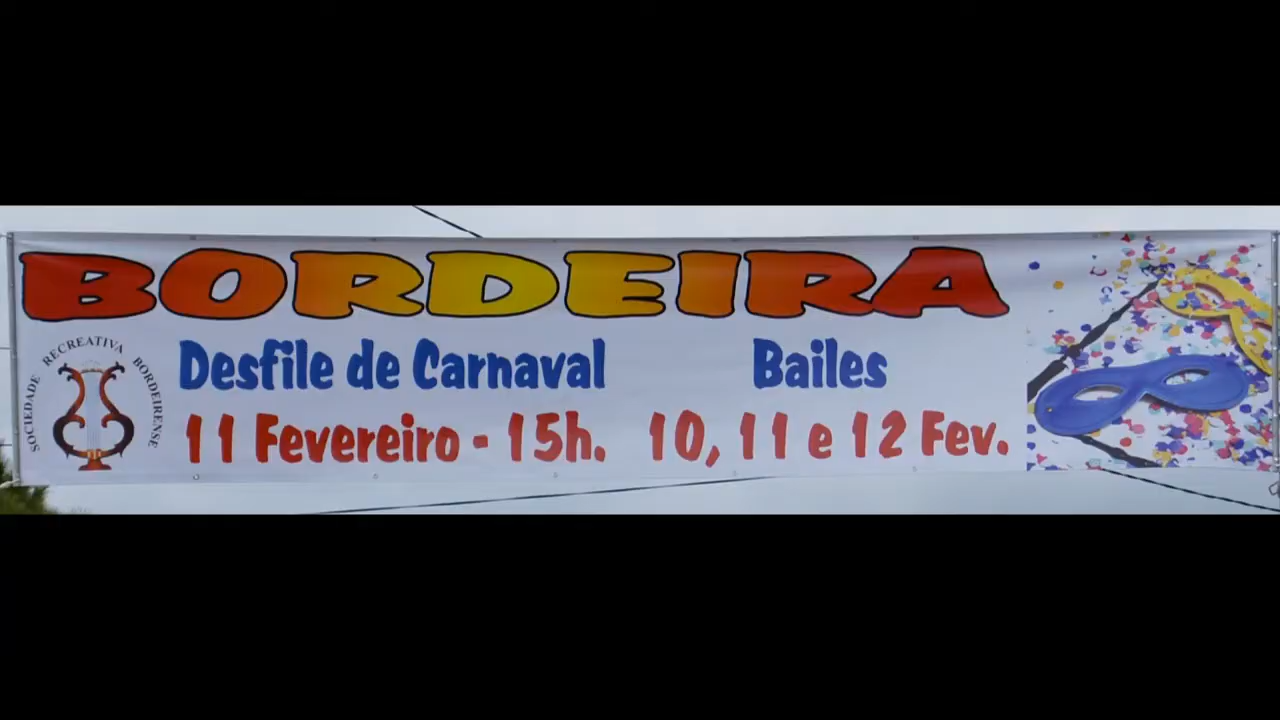 BORDEIRA
SOCIEDADE RECREATIVA BORDEIRENSE
Desfile de Carnaval
11 Fevereiro - 15h.
Bailes
10, 11 e 12 Fev.